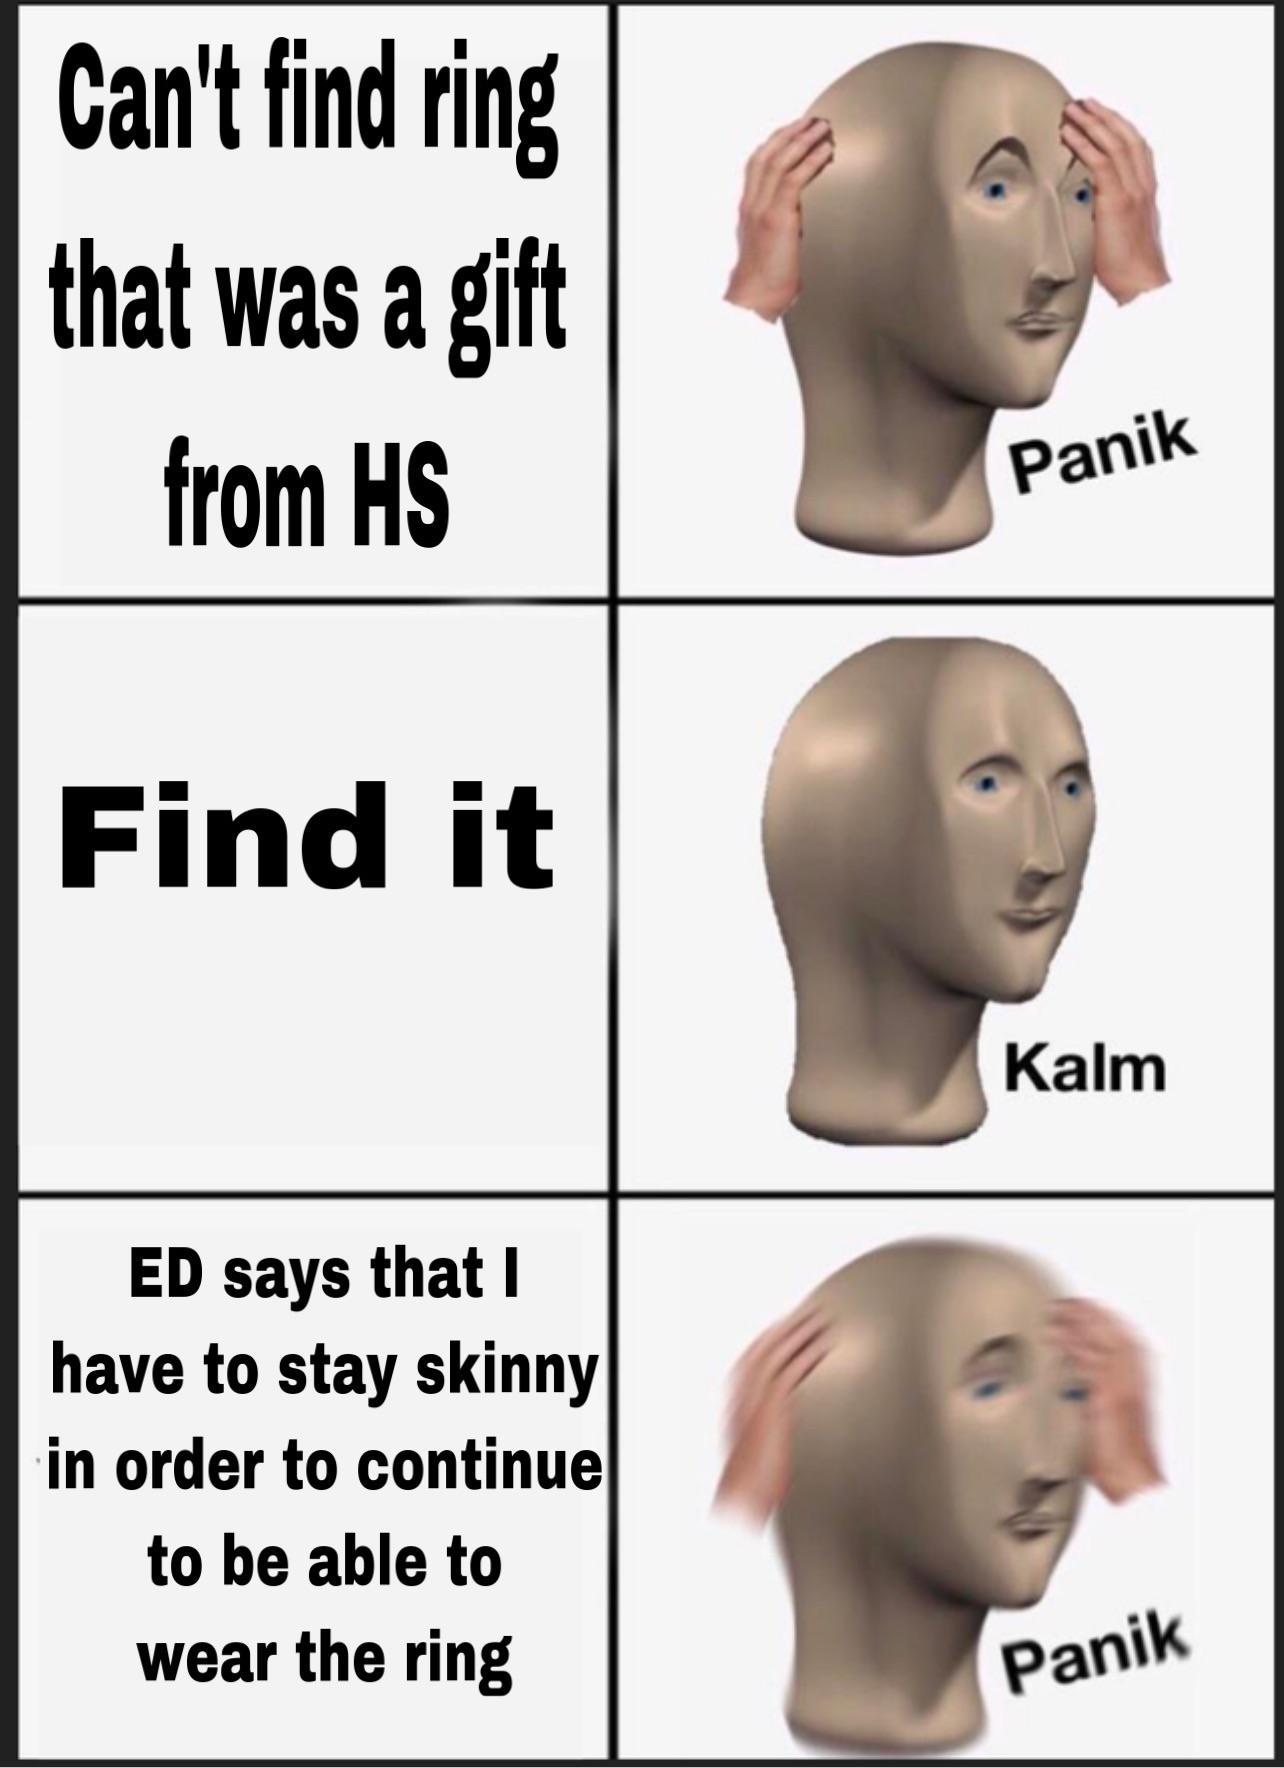 Can't find ring
that was a gift
from HS
Panik
Find it
Kalm
ED says that I
have to stay skinny
in order to continue
to be able to
wear the ring
Panik